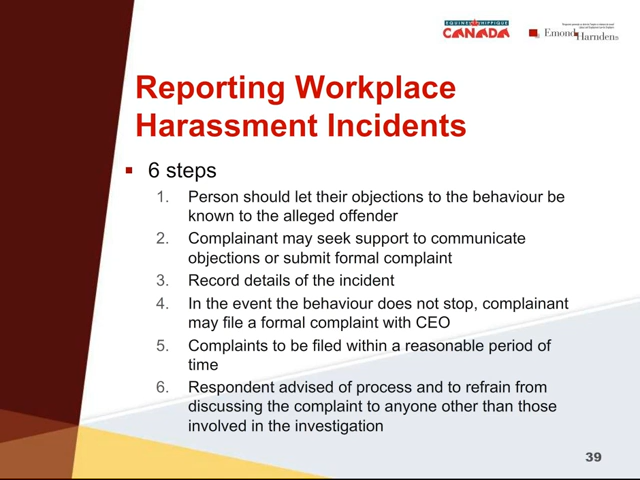 EQUINE HIPPIQUE
CANADA
Emond Harnden
Reporting Workplace
Harassment Incidents
6 steps
1. Person should let their objections to the behaviour be
known to the alleged offender
2. Complainant may seek support to communicate
objections or submit formal complaint
3. Record details of the incident
4. In the event the behaviour does not stop, complainant
may file a formal complaint with CEO
5. Complaints to be filed within a reasonable period of
time
6. Respondent advised of process and to refrain from
discussing the complaint to anyone other than those
involved in the investigation
39